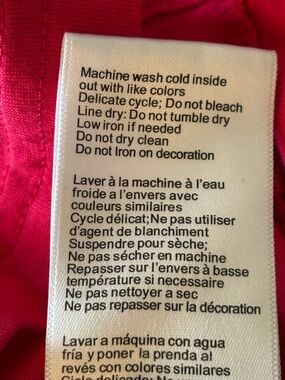 Machine wash cold inside
out with like colors
Delicate cycle; Do not bleach
Line dry: Do not tumble dry
Low iron if needed
Do not dry clean
Do not Iron on decoration
Laver à la machine à l'eau
froide a l'envers avec
couleurs similaires
Cycle délicat;Ne pas utiliser
d'agent de blanchiment
Suspendre pour sèche;
Ne pas sécher en machine
Repasser sur l'envers à basse
température si necessaire
Ne pas nettoyer a sec
Ne pas repasser sur la décoration
Lavar a máquina con agua
fría y poner la prenda al
revés con colores similares